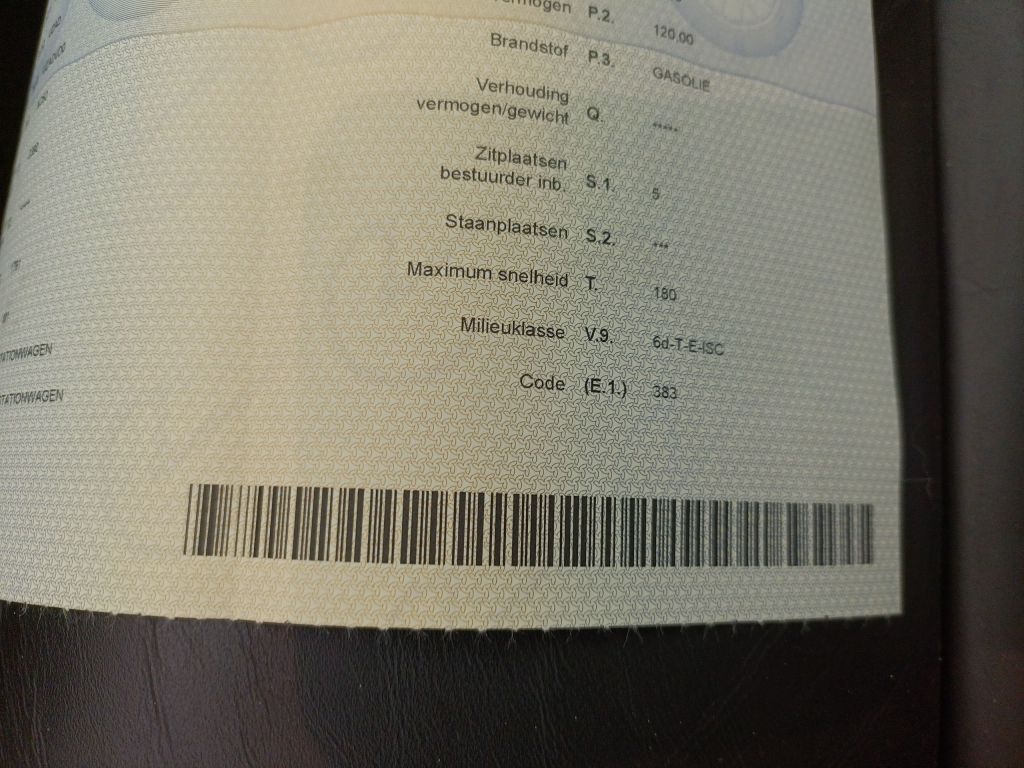 P.2. 120,00
Brandstof P.3. GASOLIE
Verhouding
vermogen/gewicht Q. -----
Zitplaatsen
bestuurder inb. S.1. 5
Staanplaatsen S.2. ---
Maximum snelheid T. 180
Milieuklasse V.9. 6d-T-E-ISC
Code (E.1.) 383